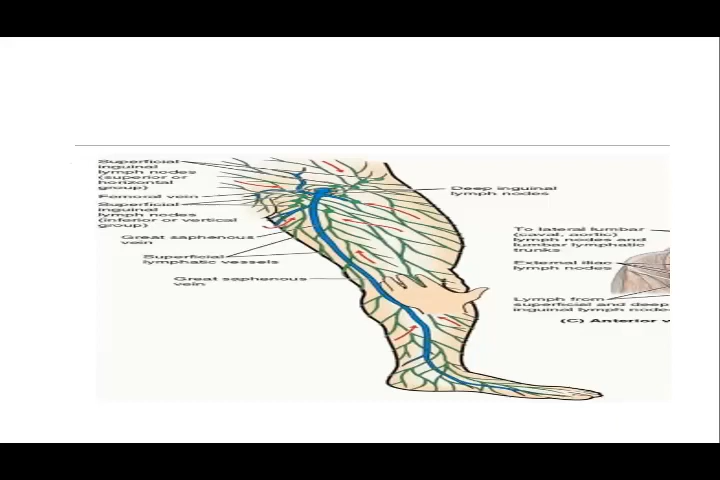 Superficial
inguinal
lymph nodes
(superior or
horizontal
group)
Femoral vein
Superficial
inguinal
lymph nodes
(inferior or vertical
group)
Great saphenous
vein
Superficial
lymphatic vessels
Great saphenous
vein
Deep inguinal
lymph nodes
To lateral lumbar
(caval, aortic)
lymph nodes and
lumbar lymphatic
trunks
External iliac
lymph nodes
Lymph from
superficial and deep
inguinal lymph node
(C) Anterior v